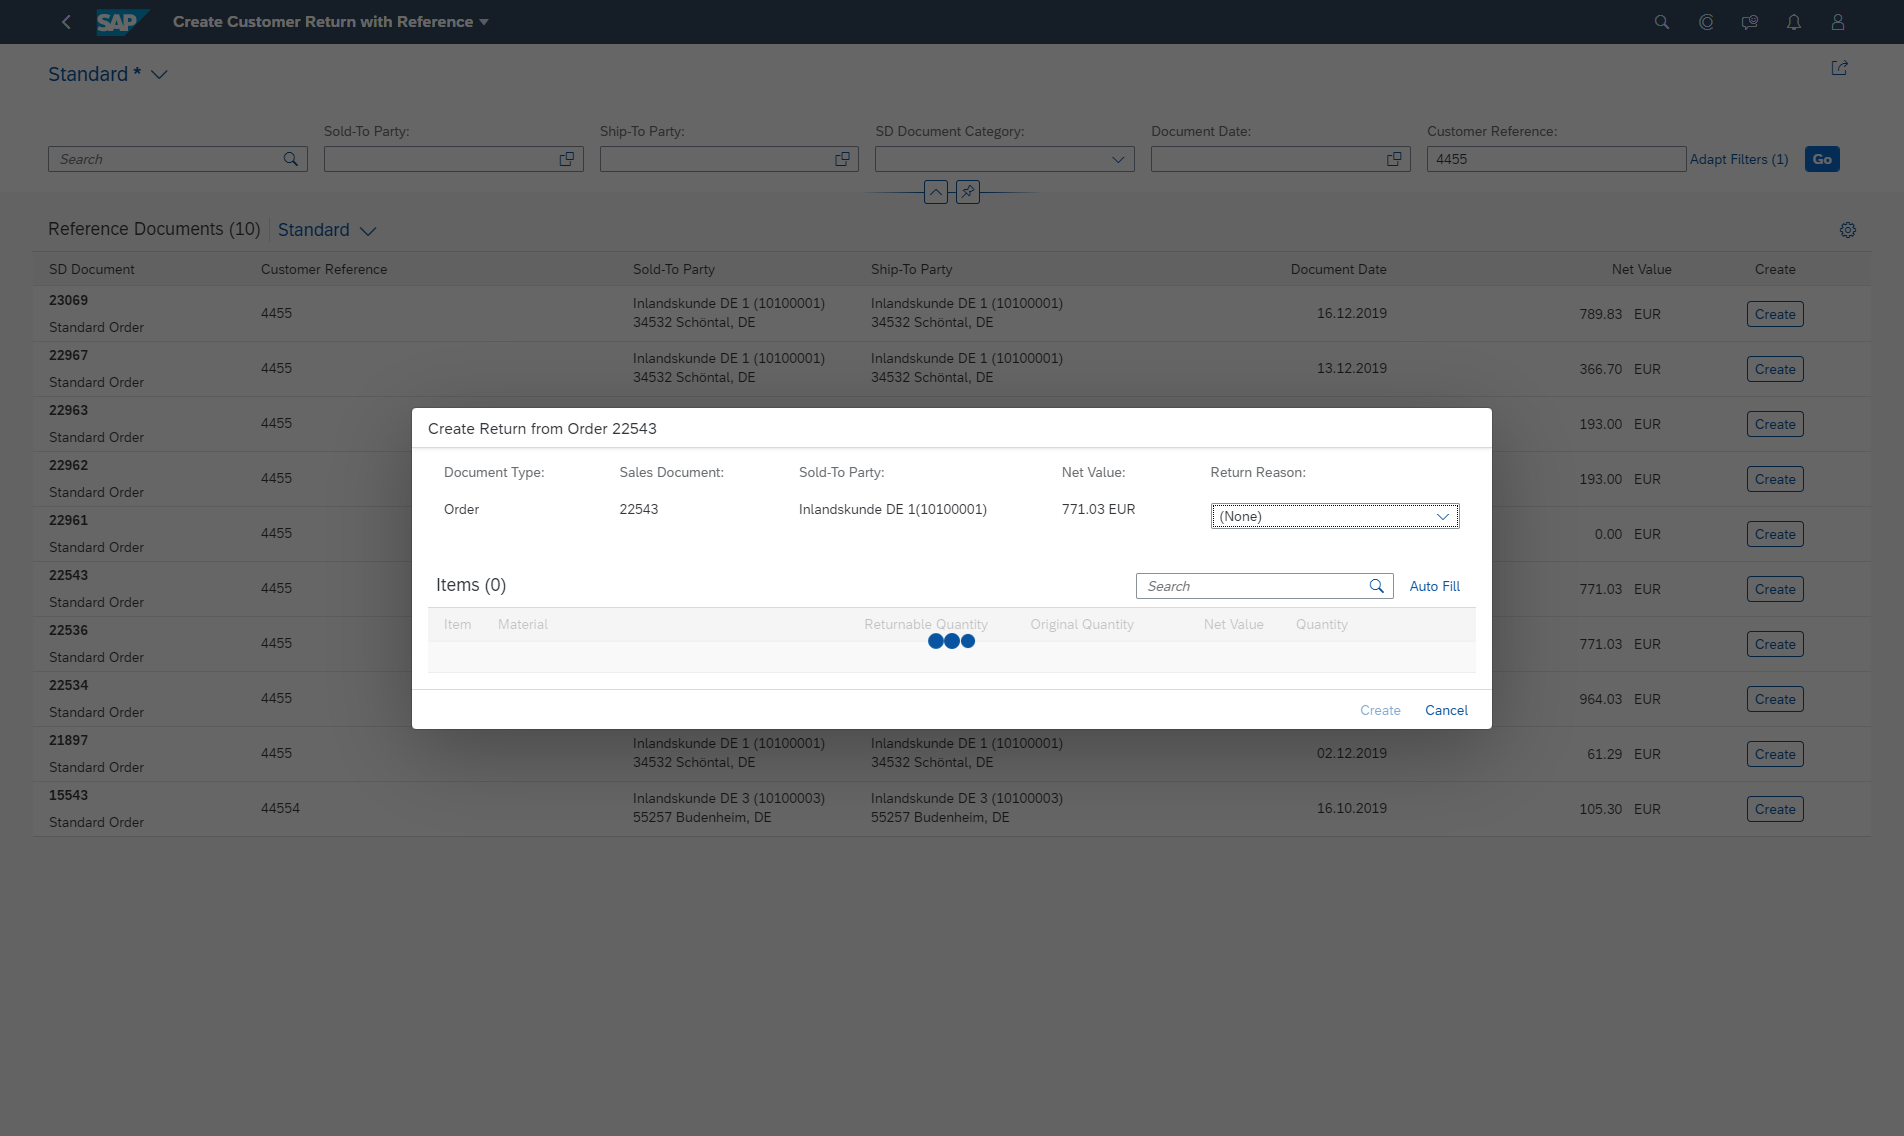 SAP Create Customer Return with Reference
Standard *
Sold-To Party: Ship-To Party: SD Document Category: Document Date: Customer Reference:
Search 4455 Adapt Filters (1) Go
Reference Documents (10) Standard
SD Document Customer Reference Sold-To Party Ship-To Party Document Date Net Value Create
23069
Standard Order
4455
Inlandskunde DE 1 (10100001)
34532 Schöntal, DE
Inlandskunde DE 1 (10100001)
34532 Schöntal, DE
16.12.2019
789.83 EUR
Create
22967
Standard Order
4455
Inlandskunde DE 1 (10100001)
34532 Schöntal, DE
Inlandskunde DE 1 (10100001)
34532 Schöntal, DE
13.12.2019
366.70 EUR
Create
22963
Standard Order
4455
193.00 EUR
Create
22962
Standard Order
4455
193.00 EUR
Create
22961
Standard Order
4455
0.00 EUR
Create
22543
Standard Order
4455
771.03 EUR
Create
22536
Standard Order
4455
771.03 EUR
Create
22534
Standard Order
4455
964.03 EUR
Create
21897
Standard Order
4455
Inlandskunde DE 1 (10100001)
34532 Schöntal, DE
Inlandskunde DE 1 (10100001)
34532 Schöntal, DE
02.12.2019
61.29 EUR
Create
15543
Standard Order
44554
Inlandskunde DE 3 (10100003)
55257 Budenheim, DE
Inlandskunde DE 3 (10100003)
55257 Budenheim, DE
16.10.2019
105.30 EUR
Create
Create Return from Order 22543
Document Type: Sales Document: Sold-To Party: Net Value: Return Reason:
Order 22543 Inlandskunde DE 1(10100001) 771.03 EUR (None)
Items (0) Search Auto Fill
Item Material Returnable Quantity Original Quantity Net Value Quantity
Create Cancel